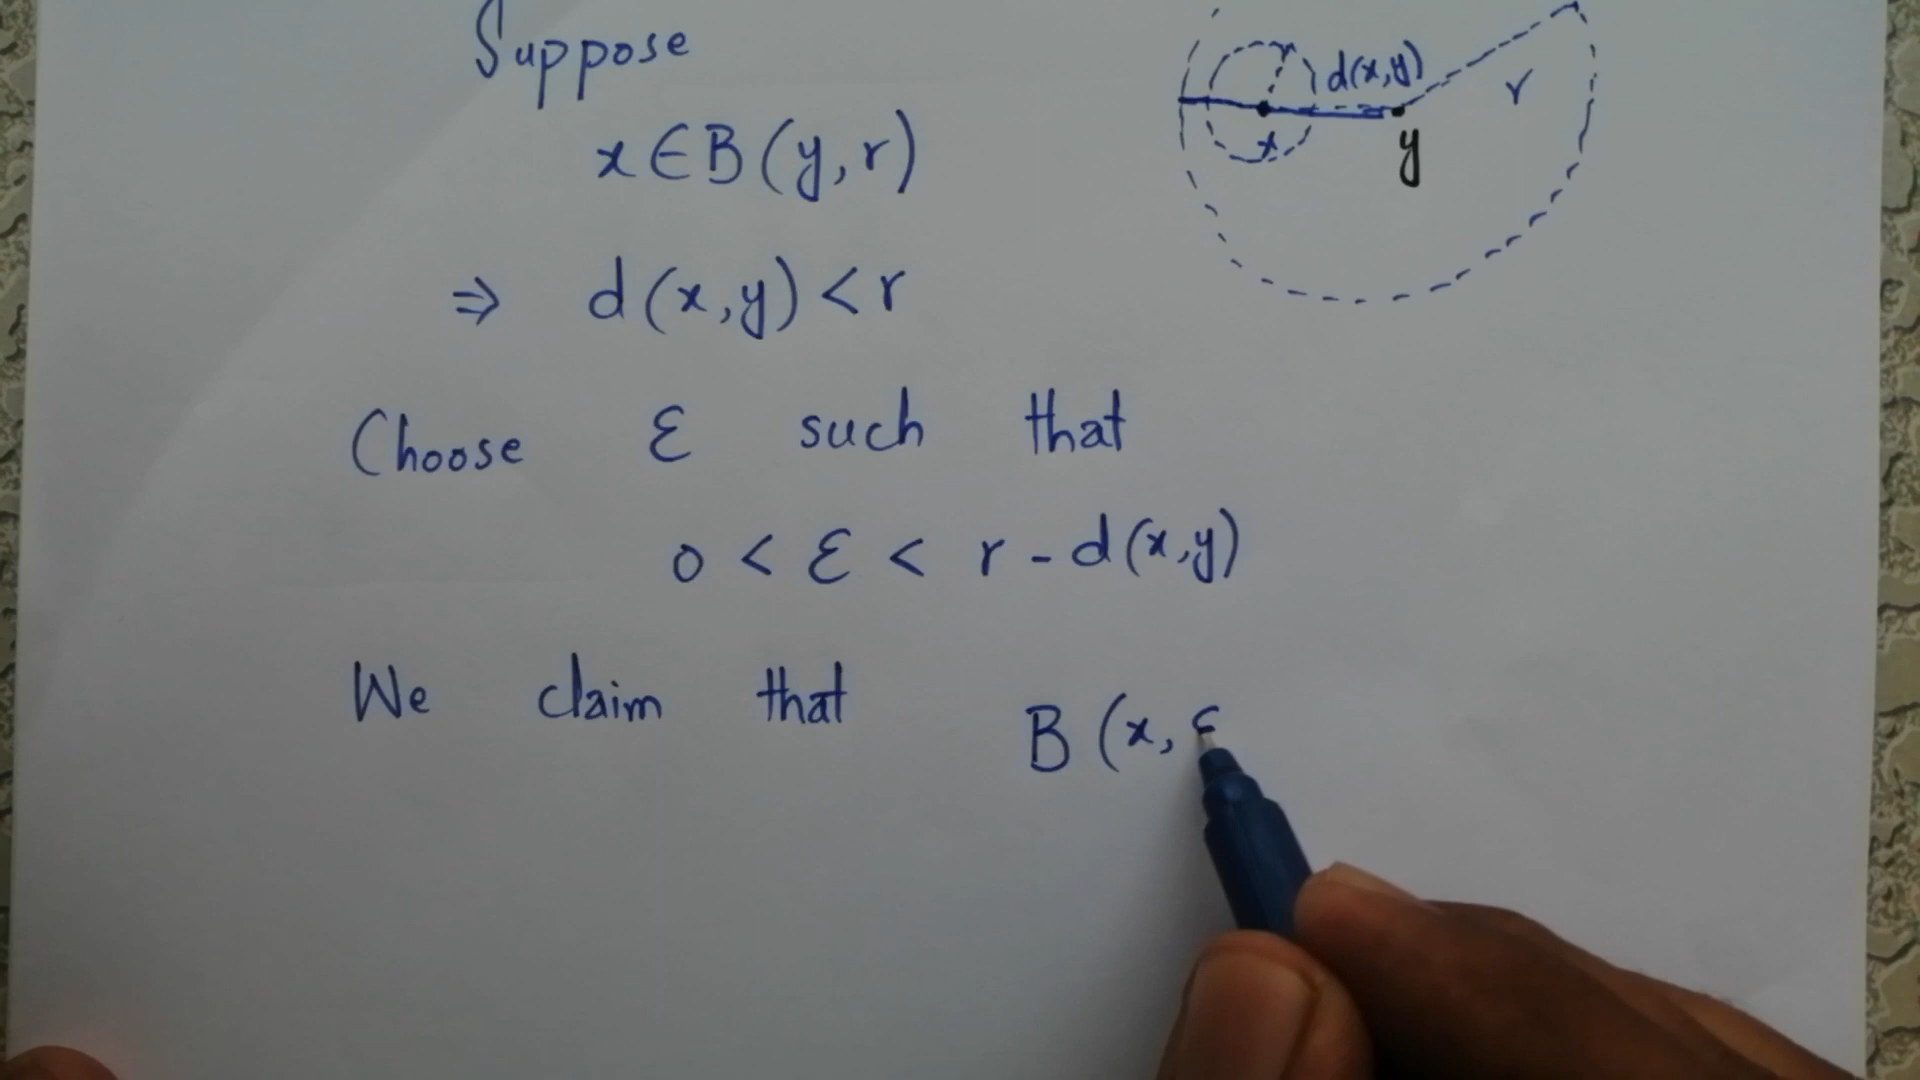 Suppose
x ∈ B (y, r)
⇒ d (x, y) < r
Choose ε such that
0 < ε < r - d (x, y)
We claim that B (x, ε
d(x,y)
r
x
y